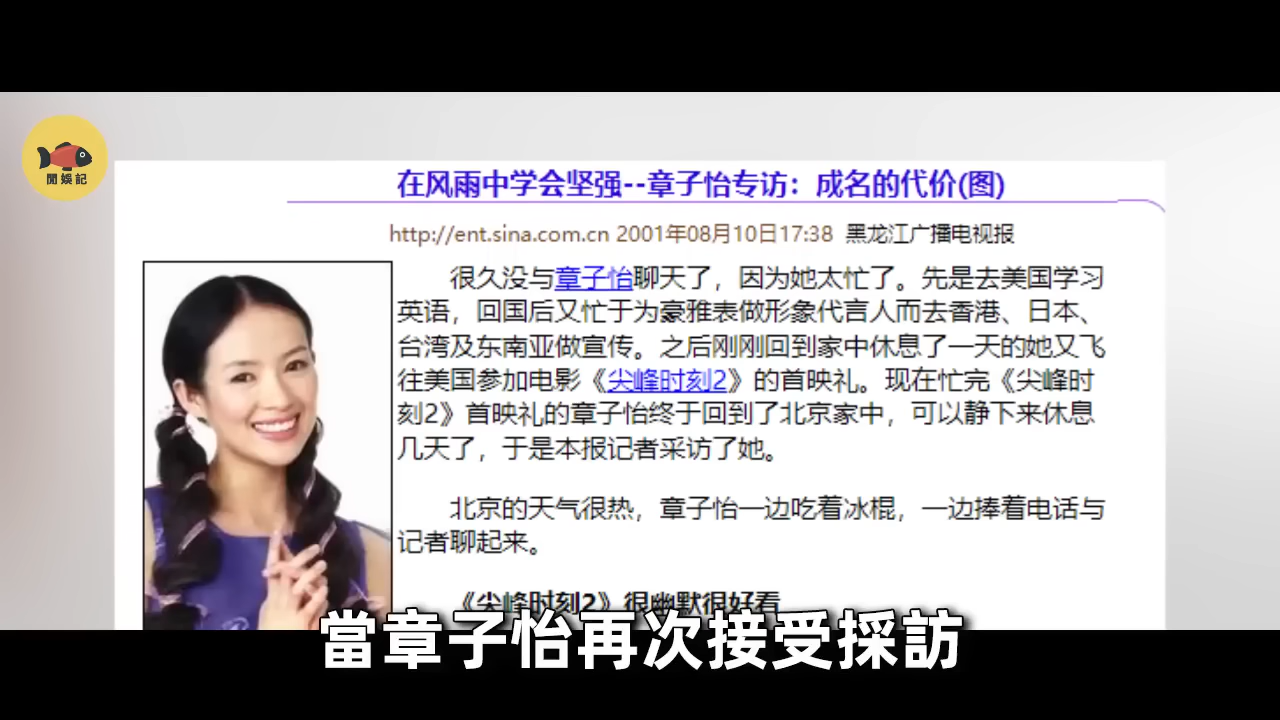 聞娛記
在风雨中学会坚强--章子怡专访：成名的代价(图)
http://ent.sina.com.cn 2001年08月10日17:38 黑龙江广播电视报
很久没与章子怡聊天了，因为她太忙了。先是去美国学习
英语，回国后又忙于为豪雅表做形象代言人而去香港、日本、
台湾及东南亚做宣传。之后刚刚回到家中休息了一天的她又飞
往美国参加电影《尖峰时刻2》的首映礼。现在忙完《尖峰时
刻2》首映礼的章子怡终于回到了北京家中，可以静下来休息
几天了，于是本报记者采访了她。
北京的天气很热，章子怡一边吃着冰棍，一边捧着电话与
记者聊起来。
《尖峰时刻2》很幽默很好看
當章子怡再次接受採訪